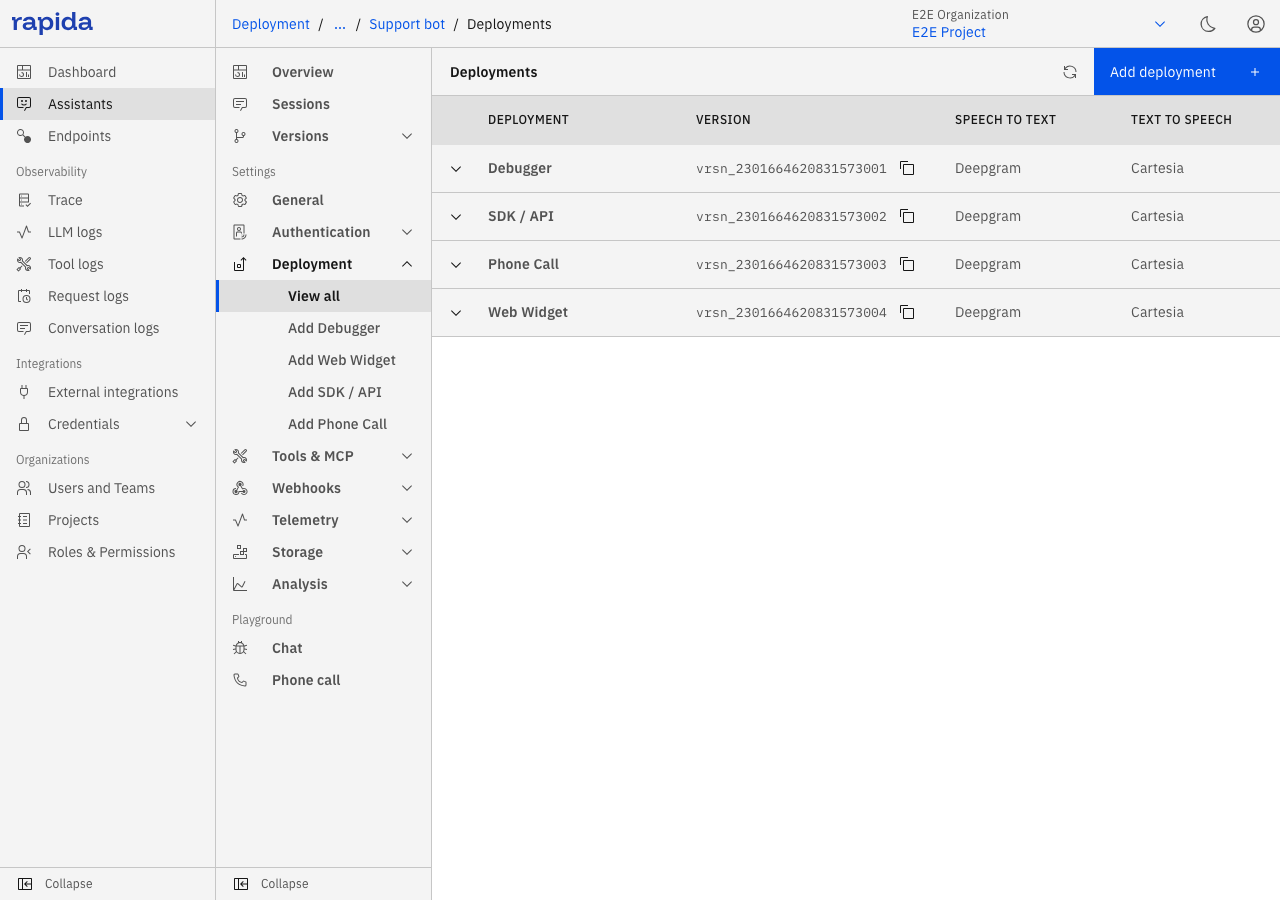 rapida
Deployment / ... / Support bot / Deployments
E2E Organization
E2E Project
Dashboard
Assistants
Endpoints
Observability
Trace
LLM logs
Tool logs
Request logs
Conversation logs
Integrations
External integrations
Credentials
Organizations
Users and Teams
Projects
Roles & Permissions
Collapse
Overview
Sessions
Versions
Settings
General
Authentication
Deployment
View all
Add Debugger
Add Web Widget
Add SDK / API
Add Phone Call
Tools & MCP
Webhooks
Telemetry
Storage
Analysis
Playground
Chat
Phone call
Collapse
Deployments
Add deployment +
DEPLOYMENT VERSION SPEECH TO TEXT TEXT TO SPEECH
Debugger vrsn_2301664620831573001 Deepgram Cartesia
SDK / API vrsn_2301664620831573002 Deepgram Cartesia
Phone Call vrsn_2301664620831573003 Deepgram Cartesia
Web Widget vrsn_2301664620831573004 Deepgram Cartesia